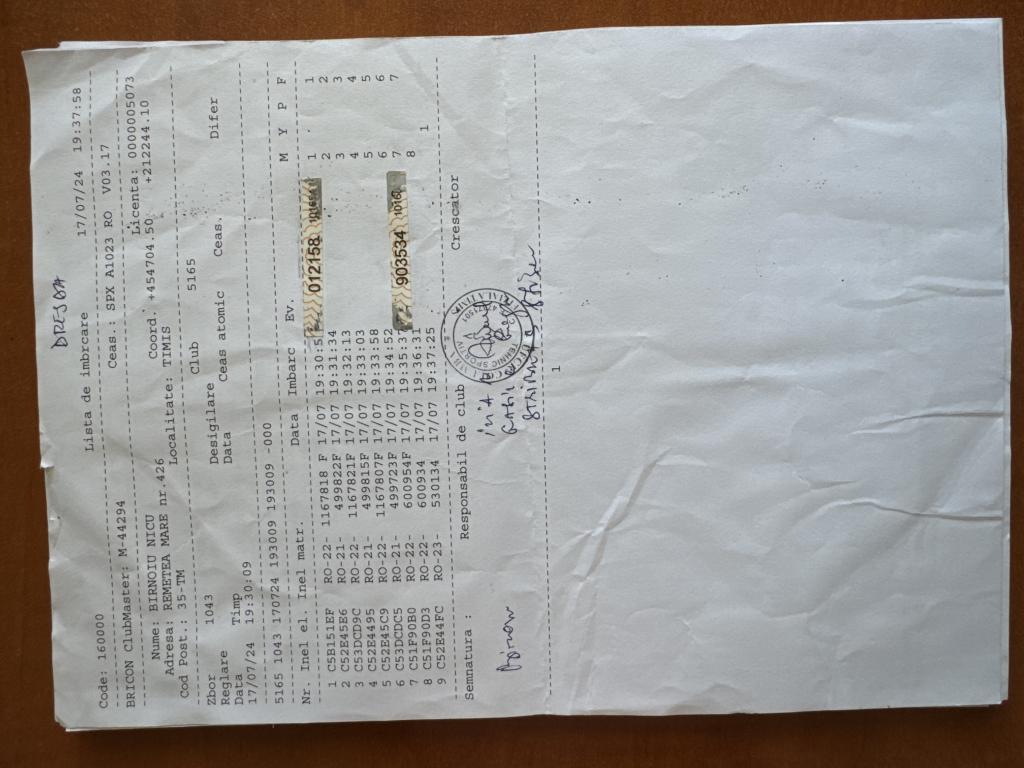 DRESDA
Lista de imbrcare 17/07/24 19:37:58
Code: 160000
BRICON ClubMaster: M-44294 Ceas.: SPX A1023 RO V03.17
Nume: BIRNOIU NICU Licenta: 0000005073
Adresa: REMETEA MARE nr.426 Coord. +454704.50 +212244.10
Cod Post.: 35-TM Localitate: TIMIS
Club 5165
Zbor 1043 Desigilare
Reglare Data Ceas atomic Ceas. Difer
Data Timp
17/07/24 19:30:09
5165 1043 170724 193009 193009 -000
M Y P F
Nr. Inel el. Inel matr. Data Imbarc Ev.
1 C5B151EF RO-22- 1167818 F 17/07 19:30:5 012158 1 1
2 C52E45E6 RO-21- 499822F 17/07 19:31:34 2 2
3 C53DCD9C RO-22- 1167821F 17/07 19:32:13 3 3
4 C52E4495 RO-21- 499815F 17/07 19:33:03 4 4
5 C52E45C9 RO-22- 1167807F 17/07 19:33:58 5 5
6 C53DCDC5 RO-21- 499723F 17/07 19:34:52 6 6
7 C51F90B0 RO-22- 600954F 17/07 19:35:37 903534 10160 7 7
8 C51F90D3 RO-22- 600934 17/07 19:36:31 8
9 C52E44FC RO-23- 530134 17/07 19:37:25 1
Semnatura : Responsabil de club Crescator
TEHNIC SPORTIV
1